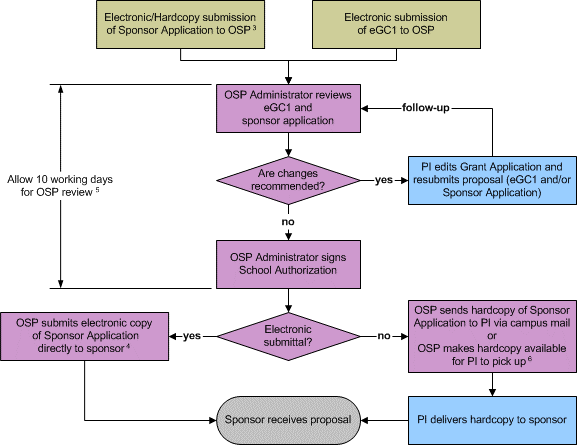 Electronic/Hardcopy submission
of Sponsor Application to OSP 3
Electronic submission
of eGC1 to OSP
OSP Administrator reviews
eGC1 and
sponsor application
follow-up
Allow 10 working days
for OSP review 5
Are changes
recommended?
yes
PI edits Grant Application and
resubmits proposal (eGC1 and/or
Sponsor Application)
no
OSP Administrator signs
School Authorization
OSP submits electronic copy
of Sponsor Application
directly to sponsor 4
yes
Electronic
submittal?
no
OSP sends hardcopy of Sponsor
Application to PI via campus mail
or
OSP makes hardcopy available
for PI to pick up 6
Sponsor receives proposal
PI delivers hardcopy to sponsor